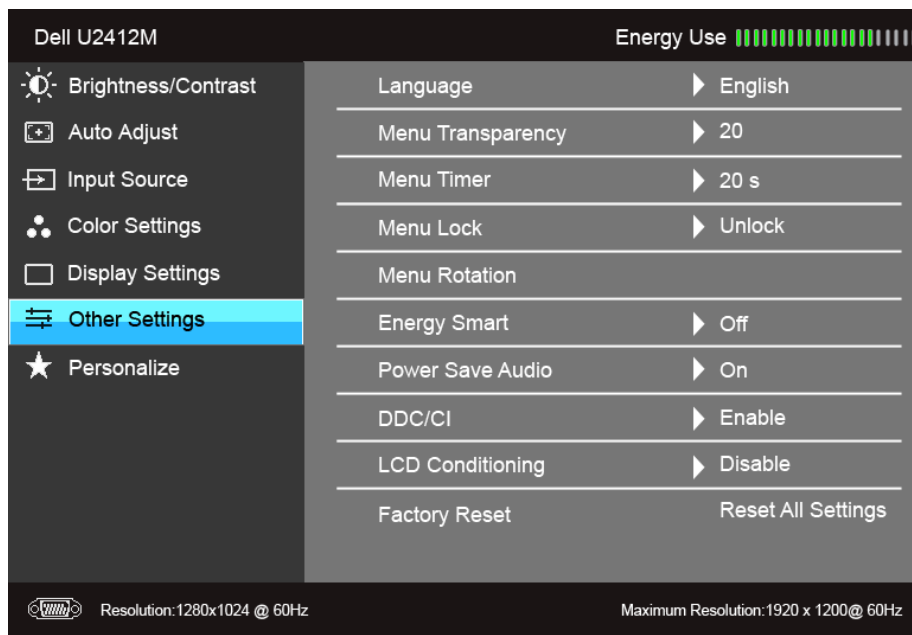 Dell U2412M
Energy Use
Brightness/Contrast
Auto Adjust
Input Source
Color Settings
Display Settings
Other Settings
Personalize
Language English
Menu Transparency 20
Menu Timer 20 s
Menu Lock Unlock
Menu Rotation
Energy Smart Off
Power Save Audio On
DDC/CI Enable
LCD Conditioning Disable
Factory Reset Reset All Settings
Resolution:1280x1024 @ 60Hz
Maximum Resolution:1920 x 1200@ 60Hz